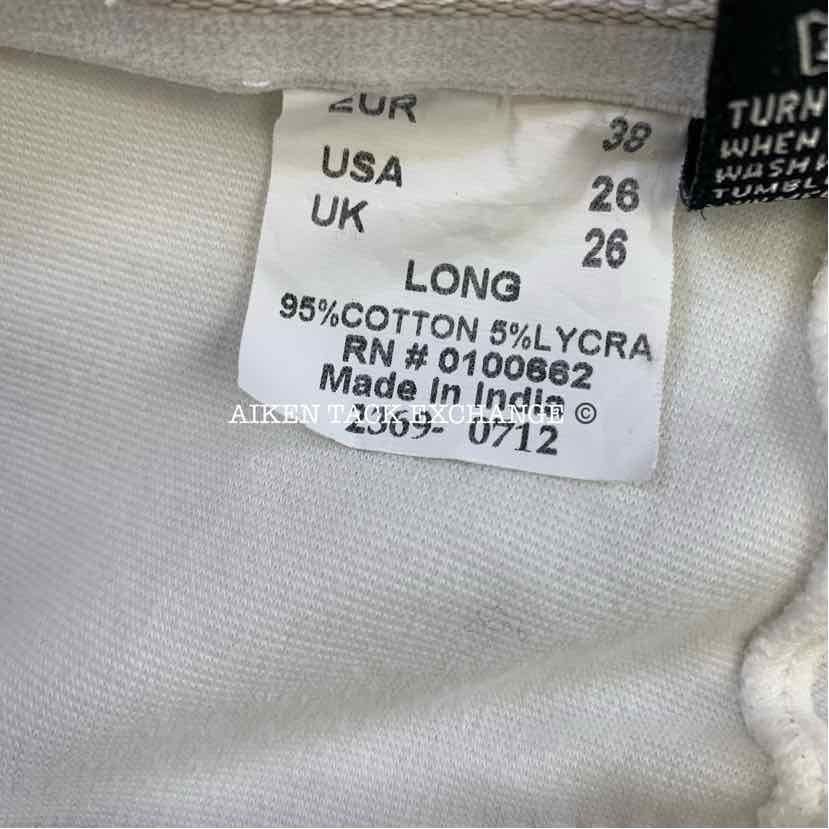 EUR 38
USA 26
UK 26
LONG
95%COTTON 5%LYCRA
RN # 0100662
Made In India
2369- 0712
AIKEN TACK EXCHANGE ©
TURN
WHEN
WASH
TUMBL